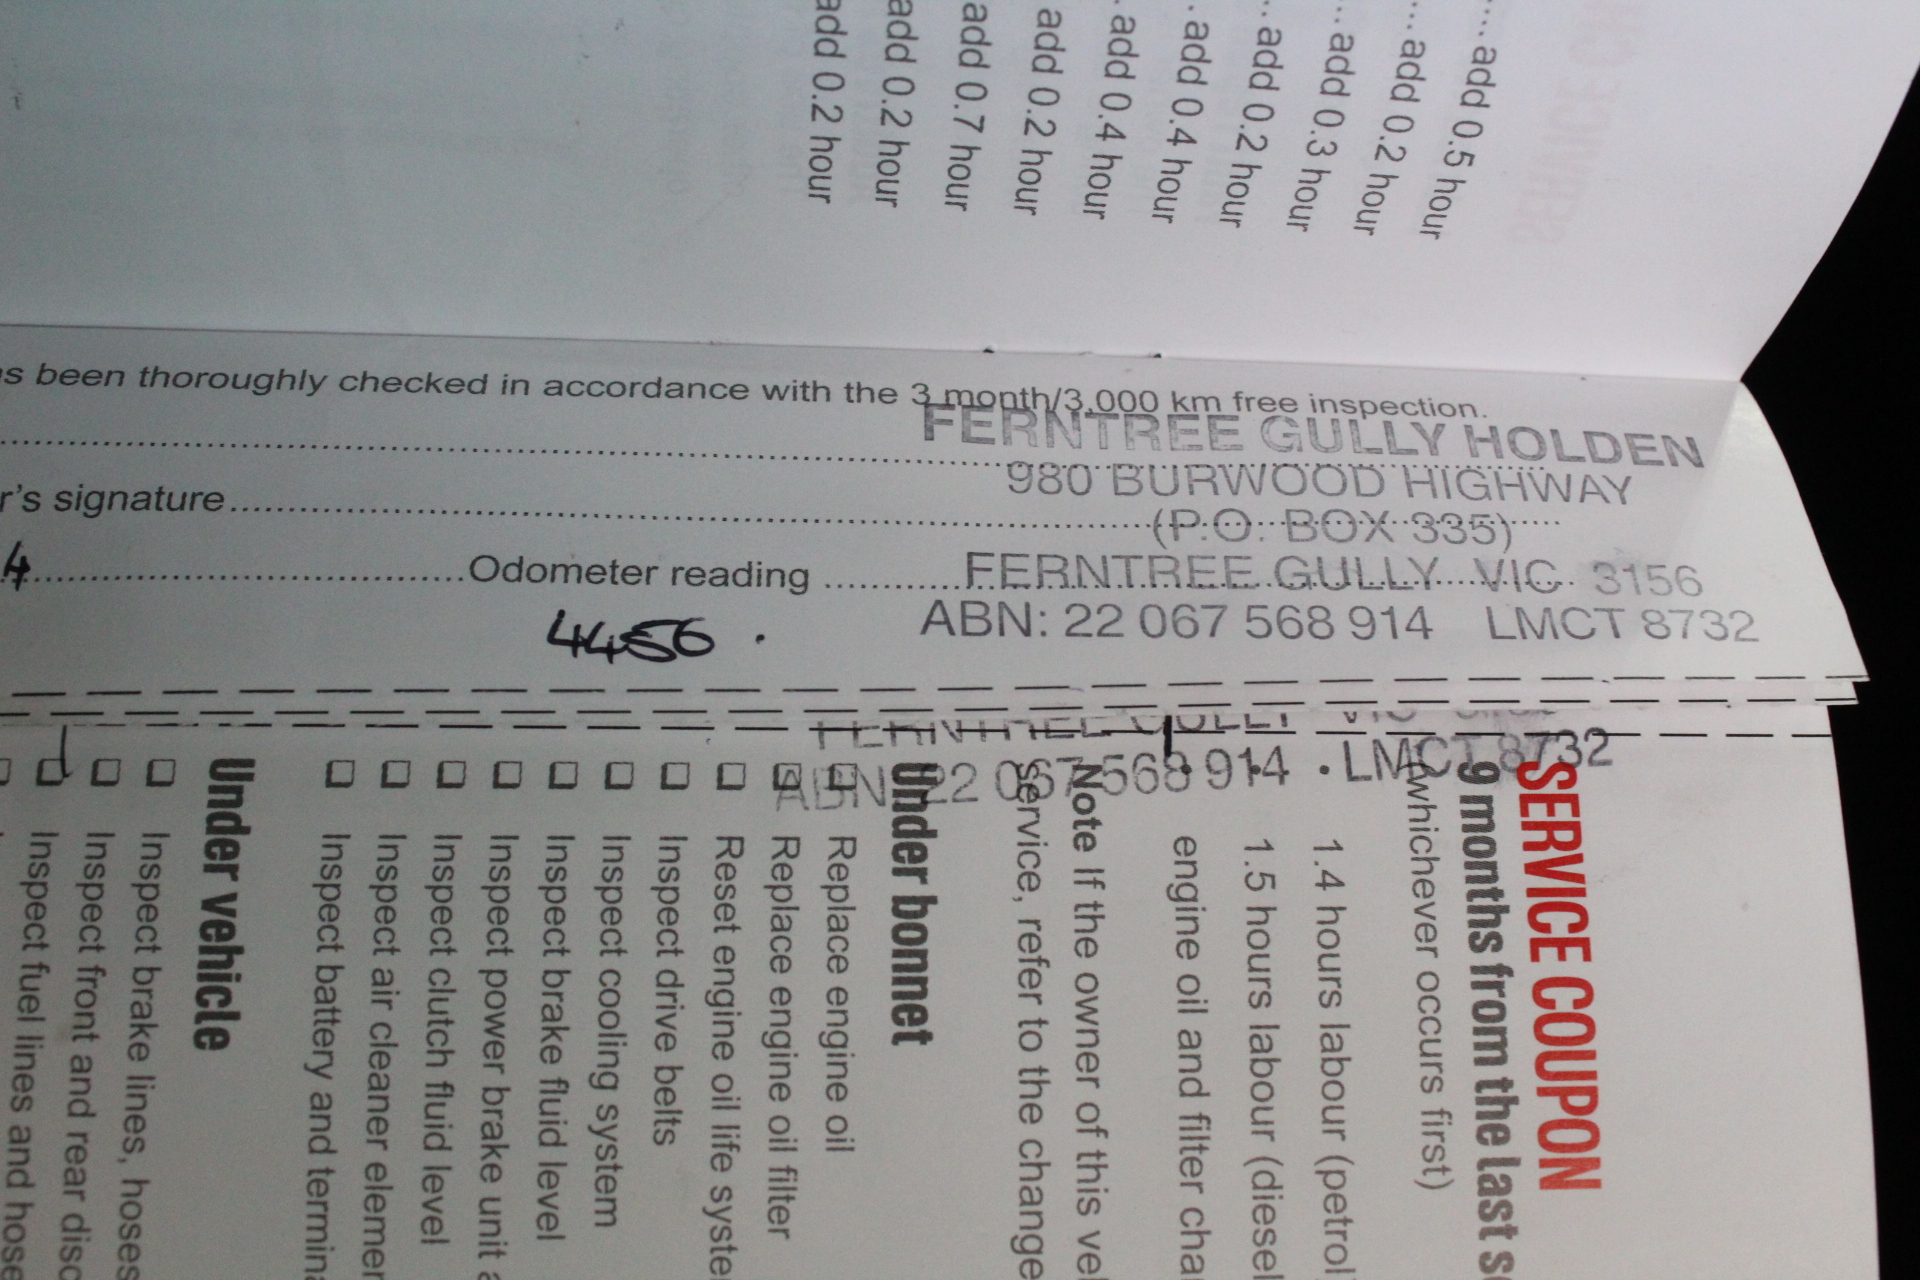 ... add 0.5 hour
... add 0.2 hour
.. add 0.3 hour
.. add 0.2 hour
. add 0.4 hour
. add 0.4 hour
add 0.2 hour
add 0.7 hour
add 0.2 hour
add 0.2 hour
s been thoroughly checked in accordance with the 3 month/3,000 km free inspection.
FERNTREE GULLY HOLDEN
980 BURWOOD HIGHWAY
r's signature
(P.O. BOX 335)
4 Odometer reading
FERNTREE GULLY VIC 3156
4456 .
ABN: 22 067 568 914 LMCT 8732
ABN 22 067 568 914 . LMCT 8732
SERVICE COUPON
9 months from the last
(whichever occurs first)
1.4 hours labour (petrol
1.5 hours labour (diesel
engine oil and filter cha
Note If the owner of this ve
service, refer to the change
Under bonnet
Replace engine oil
Replace engine oil filter
Reset engine oil life syste
Inspect drive belts
Inspect cooling system
Inspect brake fluid level
Inspect power brake unit a
Inspect clutch fluid level
Inspect air cleaner elemen
Inspect battery and termina
Under vehicle
Inspect brake lines, hoses
Inspect front and rear disc
Inspect fuel lines and hose